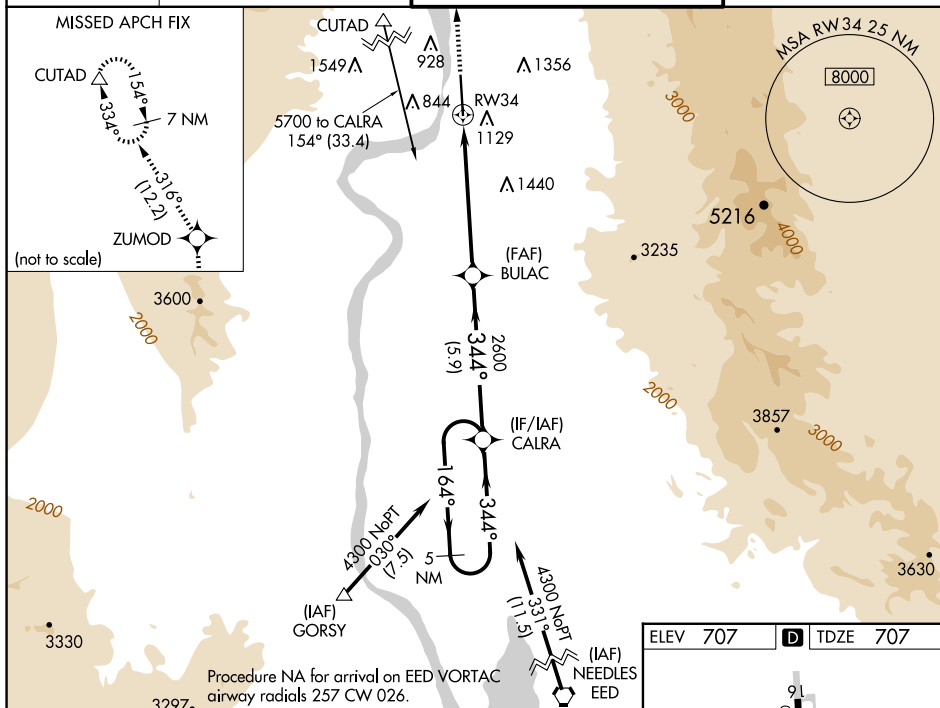 MISSED APCH FIX
CUTAD
154°
334°
7 NM
316°
(12.2)
ZUMOD
(not to scale)
CUTAD
1549
928
844
1356
RW34
1129
5700 to CALRA
154° (33.4)
1440
MSA RW34 25 NM
8000
3000
5216
4000
3235
(FAF)
BULAC
3600
2000
2600
344°
(5.9)
2000
(IF/IAF)
CALRA
3857
3000
164°
344°
2000
4300 NoPT
030°
(7.5)
5
NM
4300 NoPT
331°
(11.5)
3630
(IAF)
GORSY
3330
(IAF)
NEEDLES
EED
Procedure NA for arrival on EED VORTAC
airway radials 257 CW 026.
3297
ELEV 707
D
TDZE 707
16